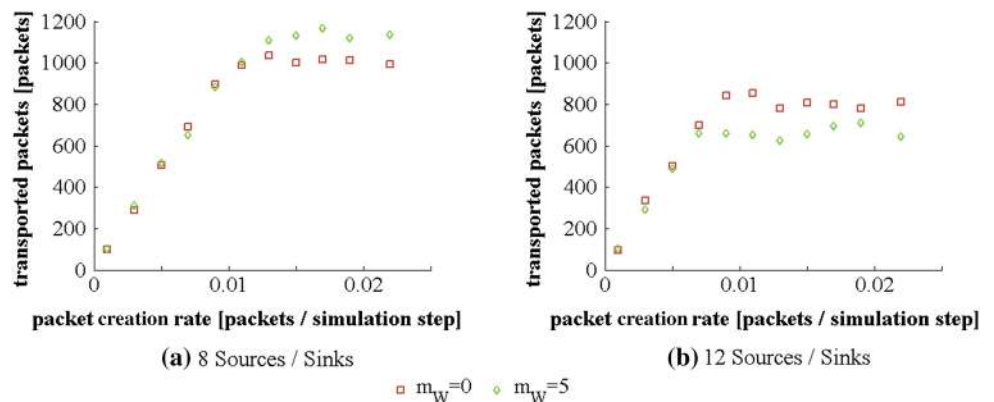 transported packets [packets]
1200
1000
800
600
400
200
0
0
0.01
0.02
packet creation rate [packets / simulation step]
(a) 8 Sources / Sinks
transported packets [packets]
1200
1000
800
600
400
200
0
0
0.01
0.02
packet creation rate [packets / simulation step]
(b) 12 Sources / Sinks
m_W=0 m_W=5